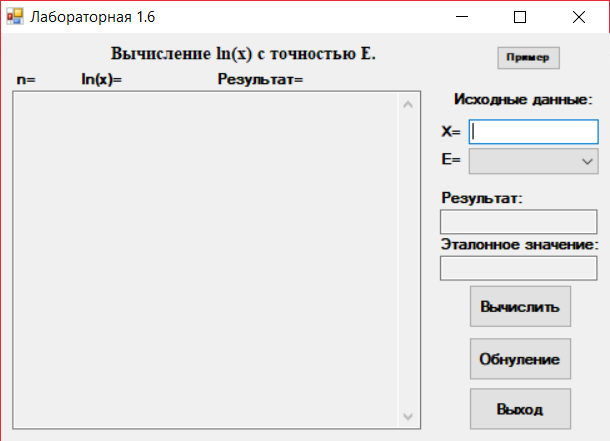 Лабораторная 1.6
Вычисление ln(x) с точностью E.
Пример
n= ln(x)= Результат=
Исходные данные:
X=
E=
Результат:
Эталонное значение:
Вычислить
Обнуление
Выход